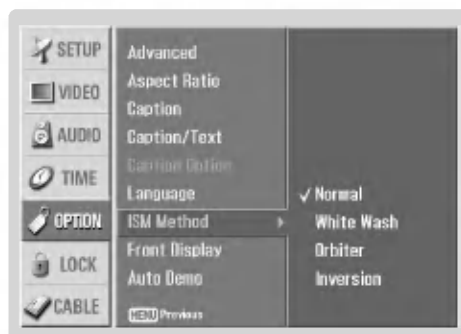 SETUP
VIDEO
AUDIO
TIME
OPTION
LOCK
CABLE
Advanced
Aspect Ratio
Caption
Caption/Text
Caption Option
Language
ISM Method
Front Display
Auto Demo
MENU Previous
Normal
White Wash
Orbiter
Inversion